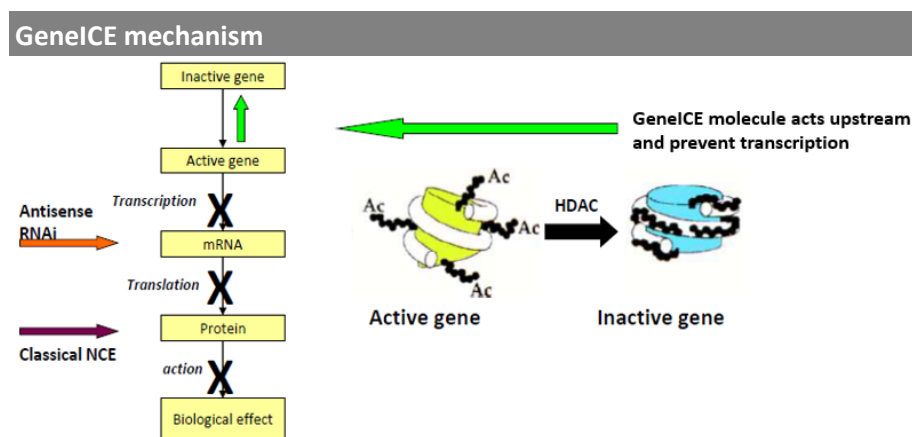 GeneICE mechanism
Inactive gene
GeneICE molecule acts upstream
and prevent transcription
Active gene
Transcription
X
Antisense
RNAi
mRNA
Translation
X
Protein
Classical NCE
action
X
Biological effect
Ac
Ac
Ac
Ac
HDAC
Active gene
Inactive gene